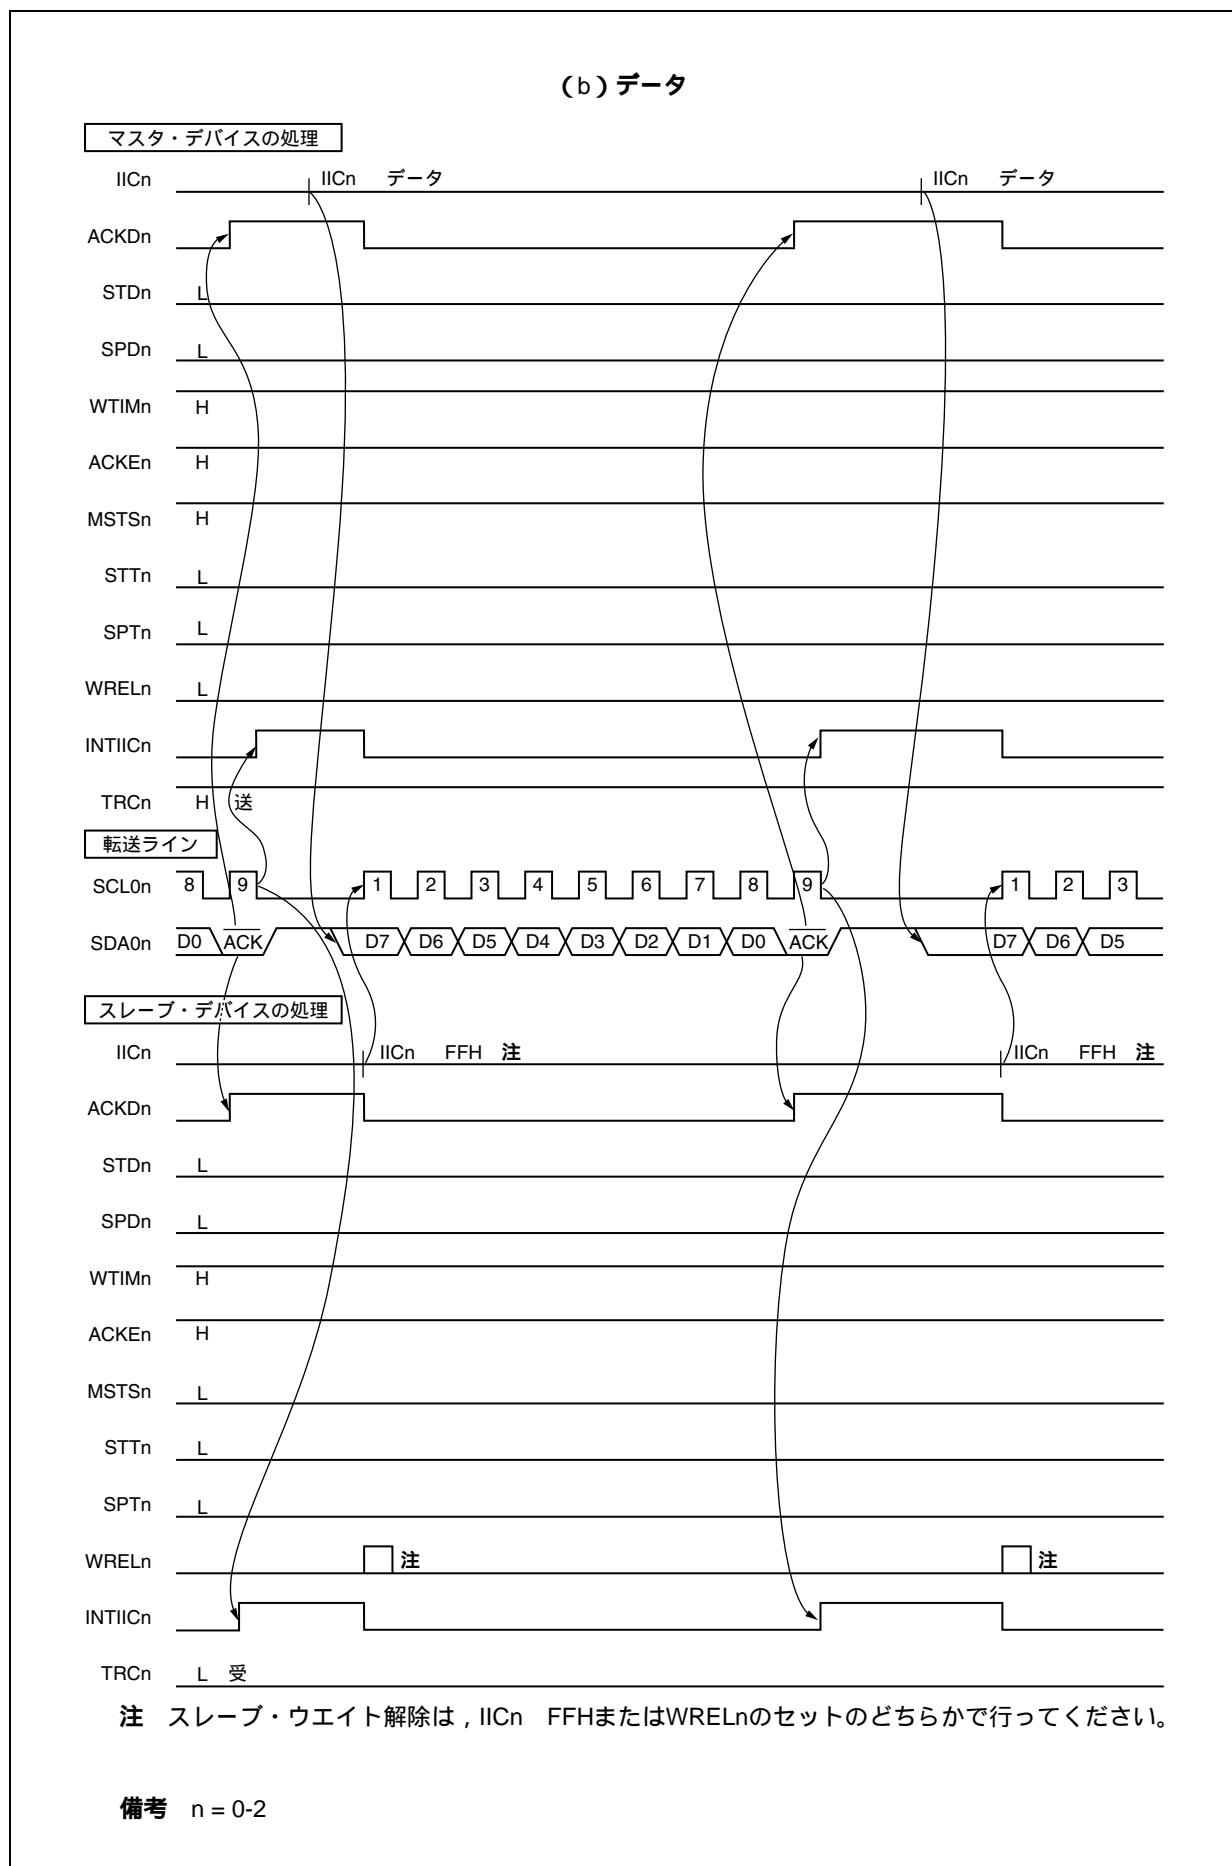 (b)データ
マスタ・デバイスの処理
IICn IICn データ IICn データ
ACKDn
STDn L
SPDn L
WTIMn H
ACKEn H
MSTSn H
STTn L
SPTn L
WRELn L
INTIICn
TRCn H 送
転送ライン
SCL0n 8 9 1 2 3 4 5 6 7 8 9 1 2 3
SDA0n D0 ACK D7 D6 D5 D4 D3 D2 D1 D0 ACK D7 D6 D5
スレーブ・デバイスの処理
IICn IICn FFH 注 IICn FFH 注
ACKDn
STDn L
SPDn L
WTIMn H
ACKEn H
MSTSn L
STTn L
SPTn L
WRELn 注 注
INTIICn
TRCn L 受
注 スレーブ・ウエイト解除は,IICn FFHまたはWRELnのセットのどちらかで行ってください。
備考 n = 0-2